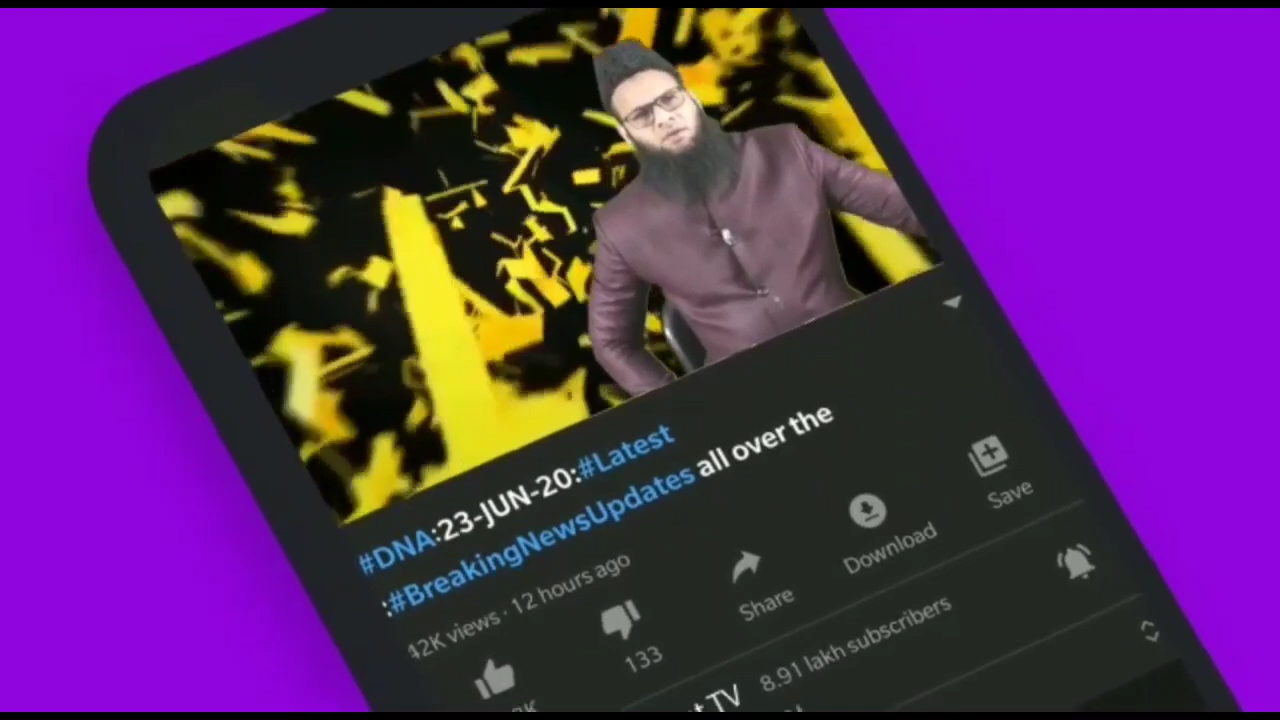 #DNA:23-JUN-20:#Latest
:#BreakingNewsUpdates all over the
42K views · 12 hours ago
133
Share
Download
Save
TV
8.91 lakh subscribers